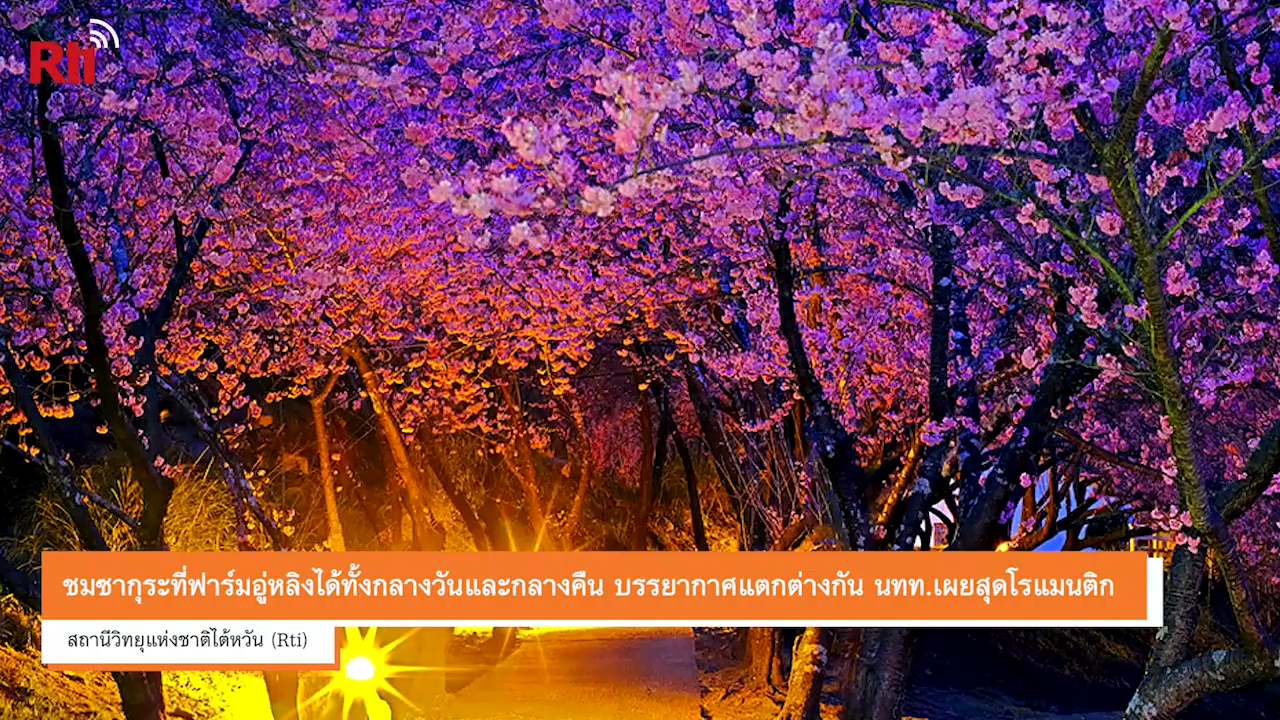 Rti
ชมซากุระที่ฟาร์มอู่หลิงได้ทั้งกลางวันและกลางคืน บรรยากาศแตกต่างกัน นทท.เผยสุดโรแมนติก
สถานีวิทยุแห่งชาติไต้หวัน (Rti)